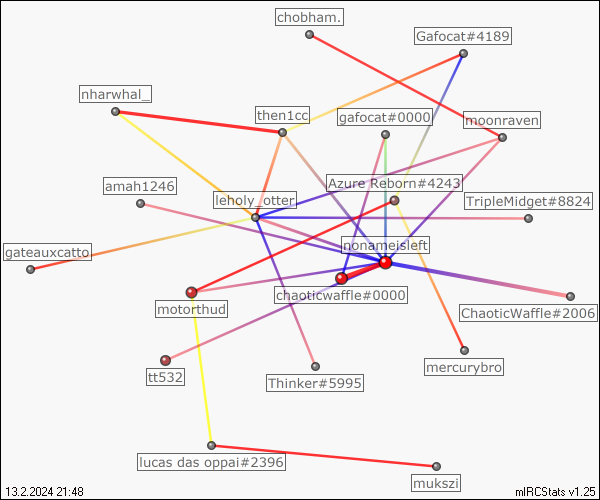 chobham.
Gafocat#4189
nharwhal_
then1cc
gafocat#0000
moonraven
amah1246
Azure Reborn#4243
leholy_otter
TripleMidget#8824
gateauxcatto
nonameisleft
motorthud
chaoticwaffle#0000
ChaoticWaffle#2006
tt532
Thinker#5995
mercurybro
lucas das oppai#2396
mukszi
13.2.2024 21:48
mIRCStats v1.25